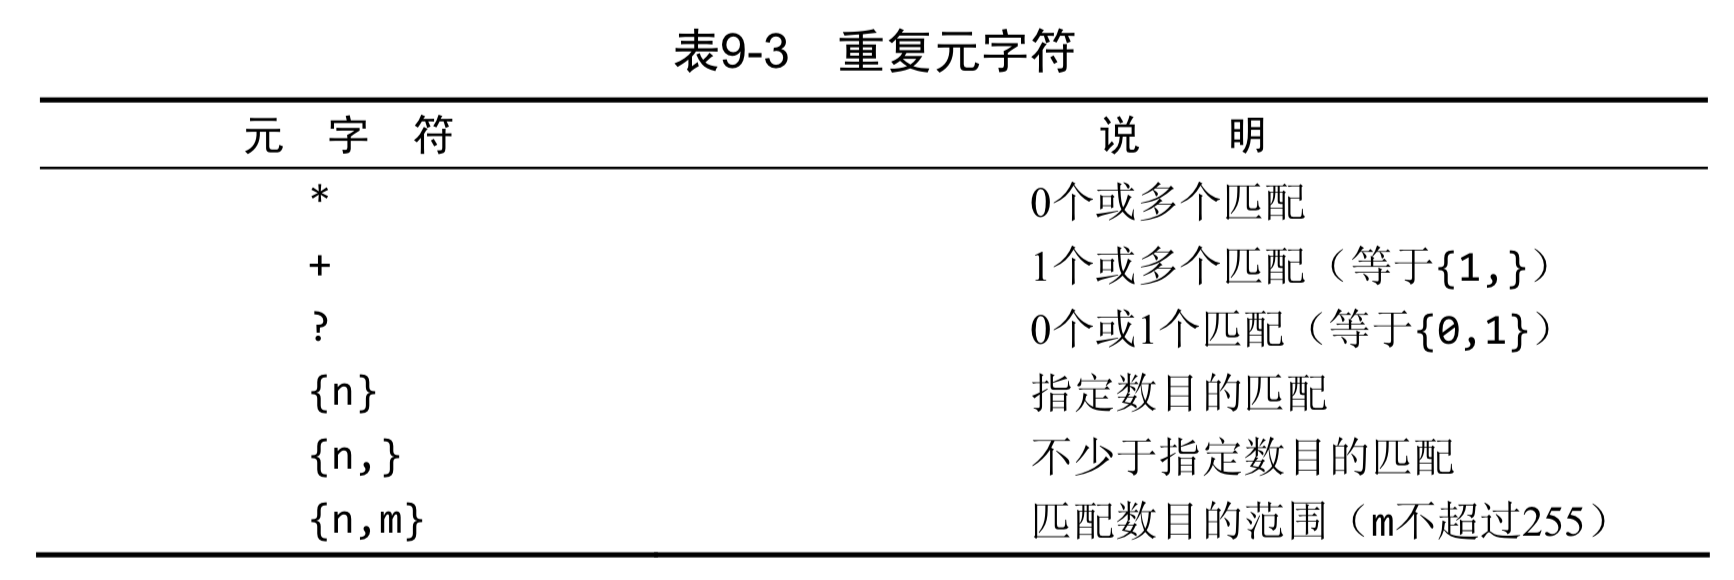 表9-3 重复元字符
元 字 符 说 明
* 0个或多个匹配
+ 1个或多个匹配（等于{1,}）
? 0个或1个匹配（等于{0,1}）
{n} 指定数目的匹配
{n,} 不少于指定数目的匹配
{n,m} 匹配数目的范围（m不超过255）